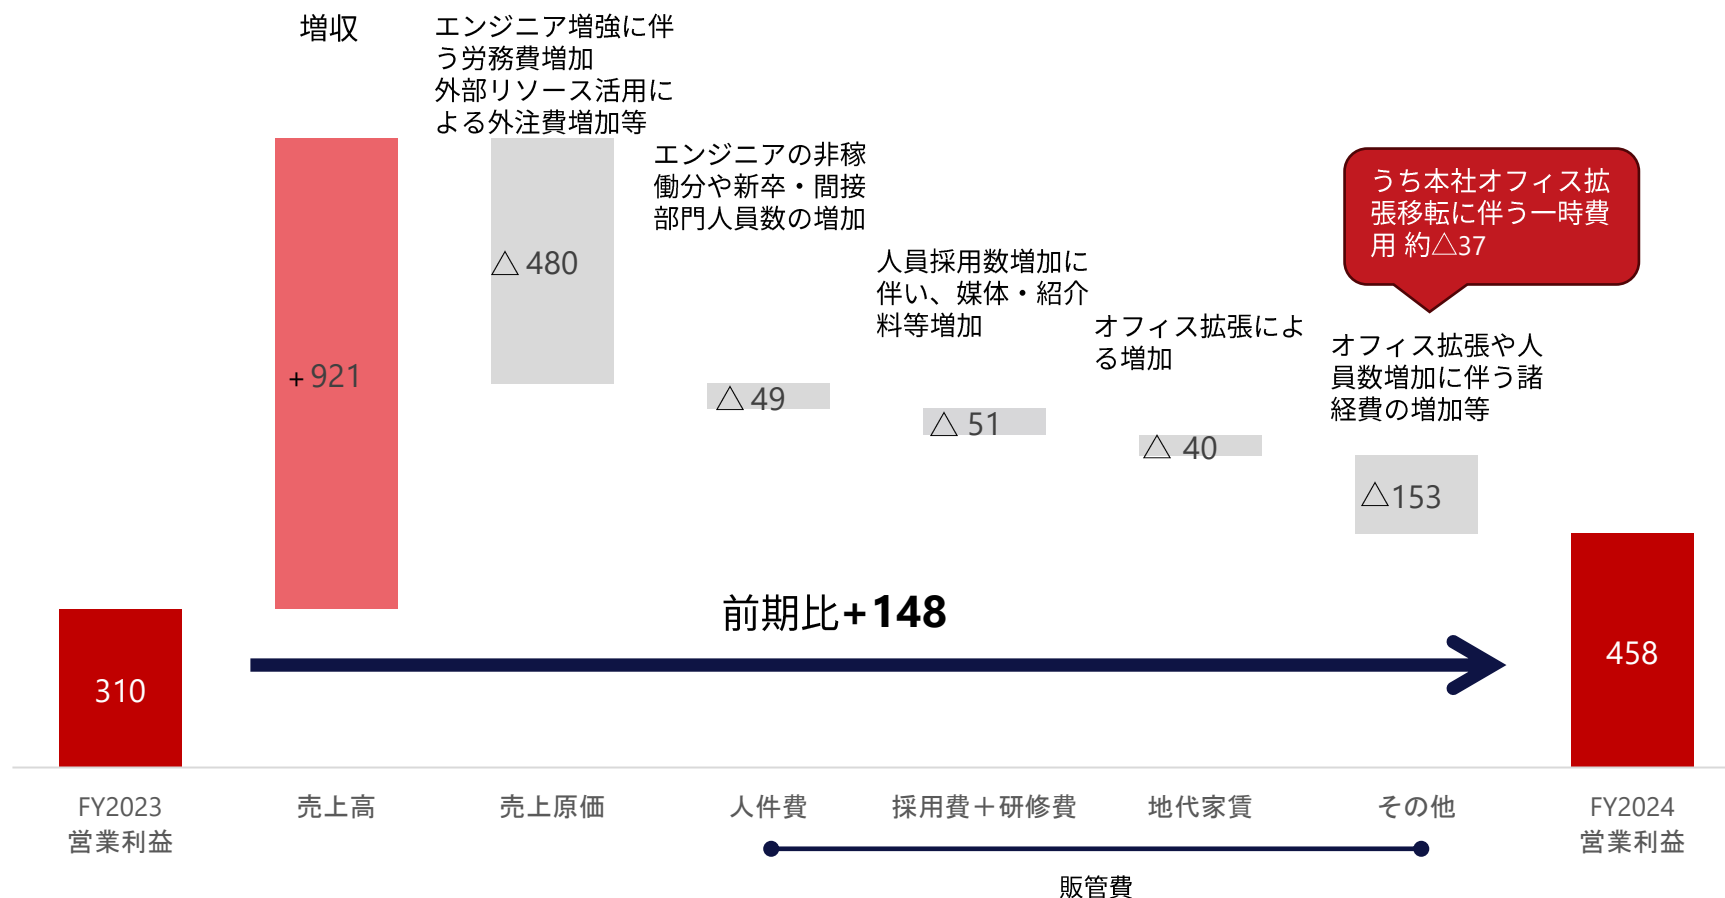 増収
エンジニア増強に伴
う労務費増加
外部リソース活用に
よる外注費増加等
エンジニアの非稼
働分や新卒・間接
部門人員数の増加
人員採用数増加に
伴い、媒体・紹介
料等増加
オフィス拡張によ
る増加
うち本社オフィス拡
張移転に伴う一時費
用 約△37
オフィス拡張や人
員数増加に伴う諸
経費の増加等
+921
△ 480
△ 49
△ 51
△ 40
△153
前期比+148
310
458
FY2023
営業利益
売上高
売上原価
人件費
採用費＋研修費
地代家賃
その他
FY2024
営業利益
販管費